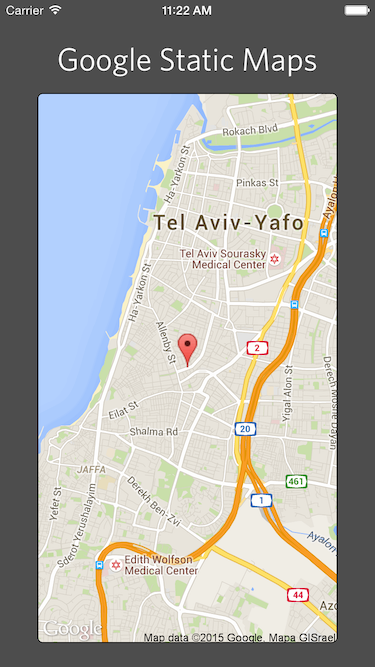 Carrier
11:22 AM
Google Static Maps
Rokach Blvd
Ha-Yarkon St
Pinkas St
Ayalon
Tel Aviv-Yafo
Tel Aviv Sourasky
Medical Center
Ha-Yarkon St
Allenby St
2
Derech Moshe Dayan
Yigal Alon St
Eilat St
20
Shalma Rd
JAFFA
461
Derekh Ben-Zvi
1
Yefet St
Sderot Yerushalayim
Ayalon
Edith Wolfson
Medical Center
44
Azo
Google
Map data ©2015 Google, Mapa GISrael